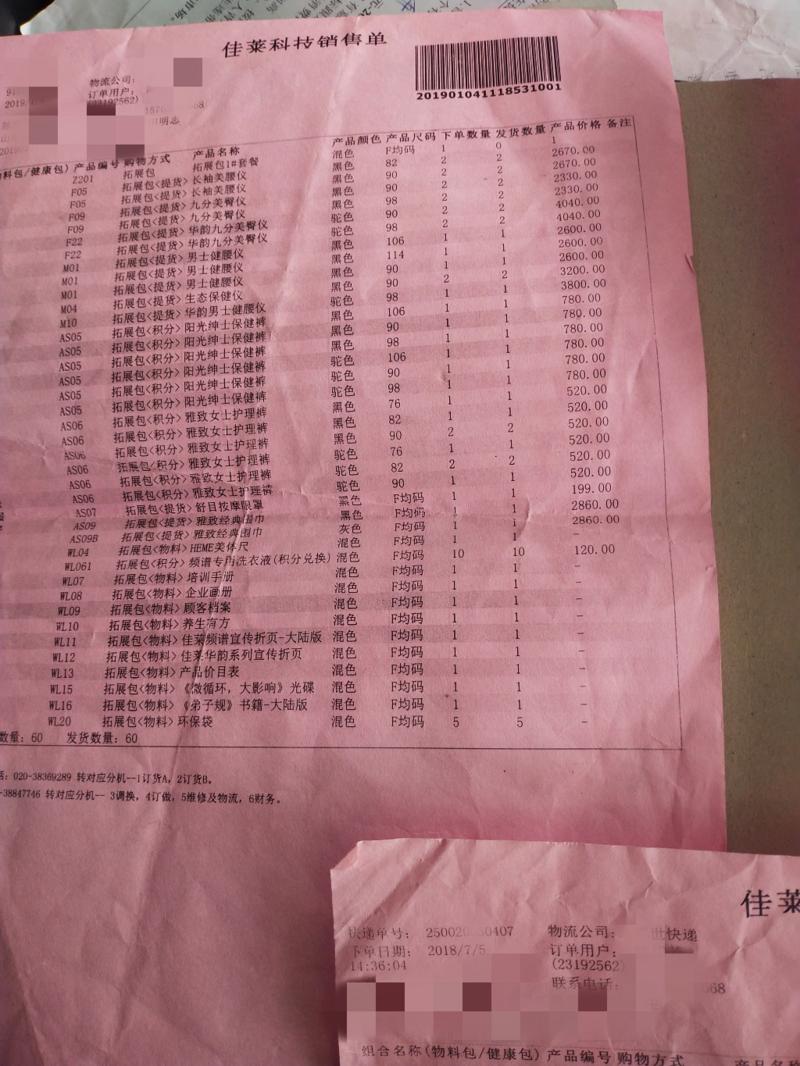 佳莱科技销售单
201901041118531001
物流公司:
订单用户:
2019/
(23192562)
明志
物料包/健康包) 产品编号 购物方式 产品名称 产品颜色 产品尺码 下单数量 发货数量 产品价格 备注
Z201 拓展包 拓展包1#套餐 混色 F均码 1 0 1
F05 拓展包<提货> 长袖美腰仪 黑色 82 2 2 2670.00
F05 拓展包<提货> 长袖美腰仪 黑色 90 2 2 2670.00
F09 拓展包<提货> 九分美臀仪 黑色 90 2 2 2330.00
F09 拓展包<提货> 九分美臀仪 黑色 98 2 2 2330.00
F22 拓展包<提货> 华韵九分美臀仪 驼色 90 2 2 4040.00
F22 拓展包<提货> 华韵九分美臀仪 驼色 98 2 2 4040.00
M01 拓展包<提货> 男士健腰仪 黑色 106 1 1 2600.00
M01 拓展包<提货> 男士健腰仪 黑色 114 1 1 2600.00
M01 拓展包<提货> 男士健腰仪 驼色 90 1 1 2600.00
M04 拓展包<提货> 生态保健仪 黑色 98 2 2 3200.00
M10 拓展包<提货> 华韵男士健腰仪 驼色 106 1 1 3800.00
AS05 拓展包<积分> 阳光绅士保健裤 黑色 90 1 1 780.00
AS05 拓展包<积分> 阳光绅士保健裤 黑色 98 1 1 780.00
AS05 拓展包<积分> 阳光绅士保健裤 黑色 106 1 1 780.00
AS05 拓展包<积分> 阳光绅士保健裤 驼色 90 1 1 780.00
AS05 拓展包<积分> 阳光绅士保健裤 驼色 98 1 1 780.00
AS06 拓展包<积分> 雅致女士护理裤 黑色 76 1 1 520.00
AS06 拓展包<积分> 雅致女士护理裤 黑色 82 1 1 520.00
AS06 拓展包<积分> 雅致女士护理裤 黑色 90 2 2 520.00
AS06 拓展包<积分> 雅致女士护理裤 驼色 76 1 1 520.00
AS06 拓展包<积分> 雅致女士护理裤 驼色 82 2 2 520.00
AS06 拓展包<积分> 雅致女士护理裤 驼色 90 1 1 520.00
AS07 拓展包<提货> 舒目按摩眼罩 黑色 F均码 1 1 199.00
AS09 拓展包<提货> 雅致经典围巾 黑色 F均码 1 1 2860.00
AS09B 拓展包<提货> 雅致经典围巾 灰色 F均码 1 1 2860.00
WL04 拓展包<物料> HEME美体尺 混色 F均码 1 1 -
WL061 拓展包<积分> 频谱专用洗衣液(积分兑换) 混色 F均码 10 10 120.00
WL07 拓展包<物料> 培训手册 混色 F均码 1 1 -
WL08 拓展包<物料> 企业画册 混色 F均码 1 1 -
WL09 拓展包<物料> 顾客档案 混色 F均码 1 1 -
WL10 拓展包<物料> 养生有方 混色 F均码 1 1 -
WL11 拓展包<物料> 佳莱频谱宣传折页-大陆版 混色 F均码 1 1 -
WL12 拓展包<物料> 佳莱华韵系列宣传折页 混色 F均码 1 1 -
WL13 拓展包<物料> 产品价目表 混色 F均码 1 1 -
WL15 拓展包<物料> 《微循环，大影响》光碟 混色 F均码 1 1 -
WL16 拓展包<物料> 《弟子规》书籍-大陆版 混色 F均码 1 1 -
WL20 拓展包<物料> 环保袋 混色 F均码 5 5 -
数量: 60 发货数量: 60
话: 020-38369289 转对应分机--1订货A，2订货B。
-38847746 转对应分机-- 3调换，4订做，5维修及物流，6财务。
佳莱
快递单号: 25002 0407 物流公司: 世快递
下单日期: 2018/7/5 订单用户:
14:36:04 (23192562)
联系电话: 68
组合名称(物料包/健康包) 产品编号 购物方式 产品名称